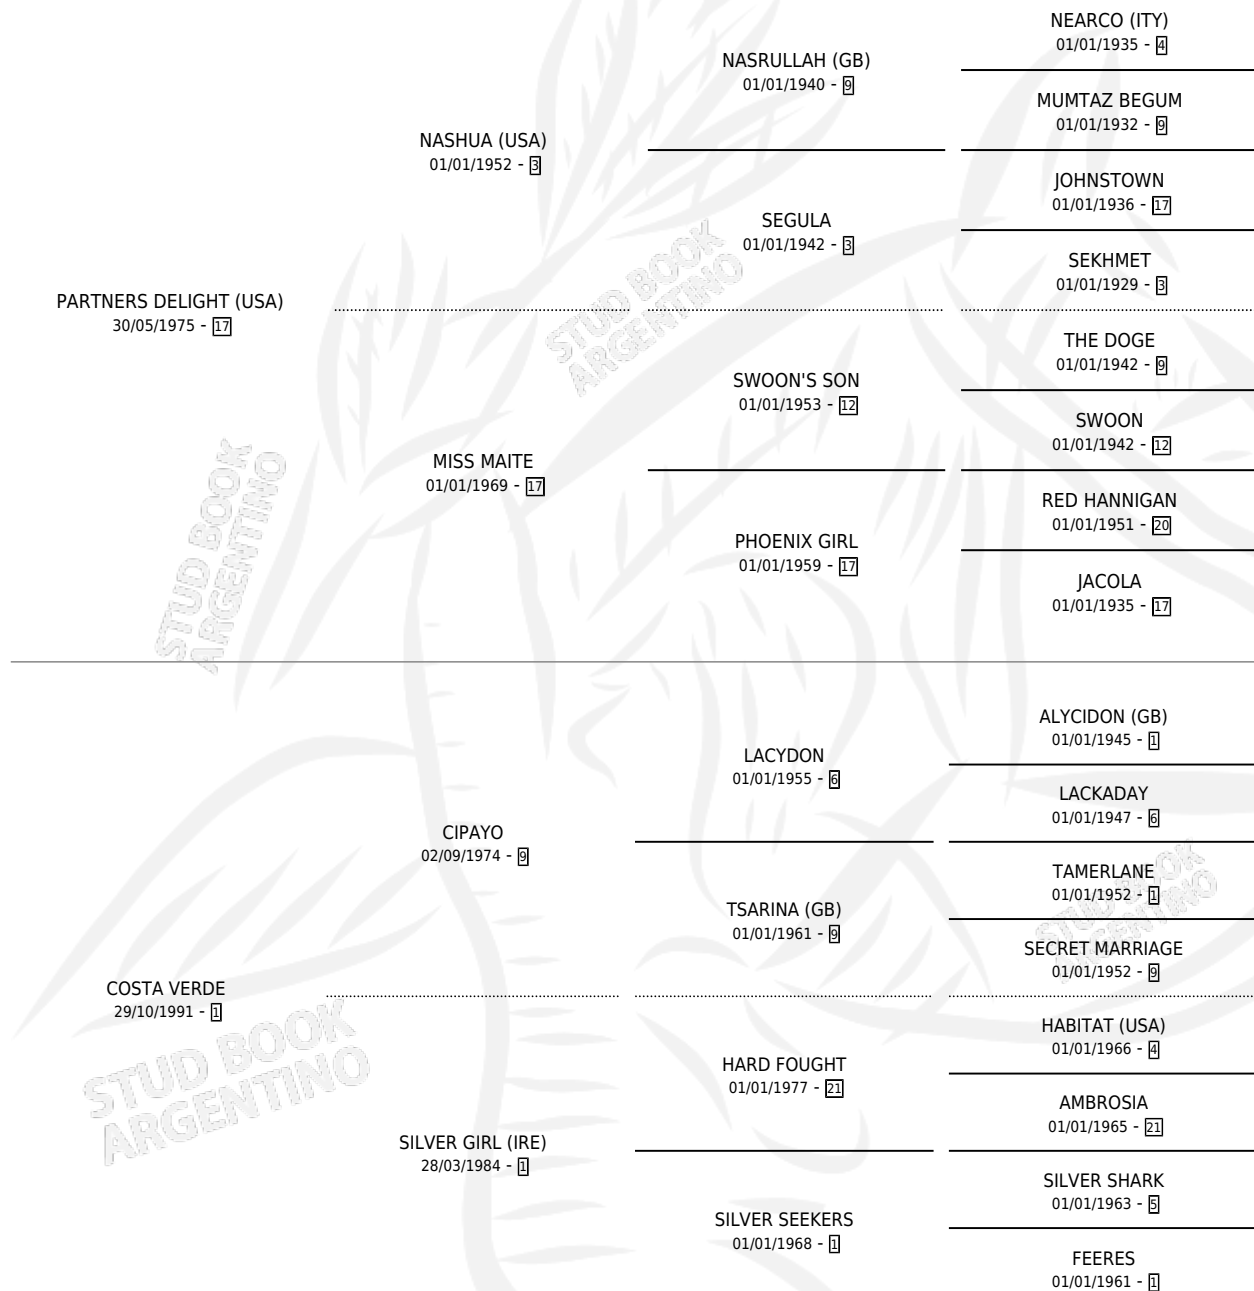 NEARCO (ITY)
01/01/1935 - 4
NASRULLAH (GB)
01/01/1940 - 9
MUMTAZ BEGUM
01/01/1932 - 9
NASHUA (USA)
01/01/1952 - 3
JOHNSTOWN
01/01/1936 - 17
SEGULA
01/01/1942 - 3
SEKHMET
01/01/1929 - 3
PARTNERS DELIGHT (USA)
30/05/1975 - 17
THE DOGE
01/01/1942 - 9
SWOON'S SON
01/01/1953 - 12
SWOON
01/01/1942 - 12
MISS MAITE
01/01/1969 - 17
RED HANNIGAN
01/01/1951 - 20
PHOENIX GIRL
01/01/1959 - 17
JACOLA
01/01/1935 - 17
ALYCIDON (GB)
01/01/1945 - 1
LACYDON
01/01/1955 - 6
LACKADAY
01/01/1947 - 6
CIPAYO
02/09/1974 - 9
TAMERLANE
01/01/1952 - 1
TSARINA (GB)
01/01/1961 - 9
SECRET MARRIAGE
01/01/1952 - 9
COSTA VERDE
29/10/1991 - 1
HABITAT (USA)
01/01/1966 - 4
HARD FOUGHT
01/01/1977 - 21
AMBROSIA
01/01/1965 - 21
SILVER GIRL (IRE)
28/03/1984 - 1
SILVER SHARK
01/01/1963 - 5
SILVER SEEKERS
01/01/1968 - 1
FEERES
01/01/1961 - 1
STUD BOOK
ARGENTINO
STUD BOOK
ARGENTINO
STUD BOOK
ARGENTINO
STUD BOOK
ARGENTINO